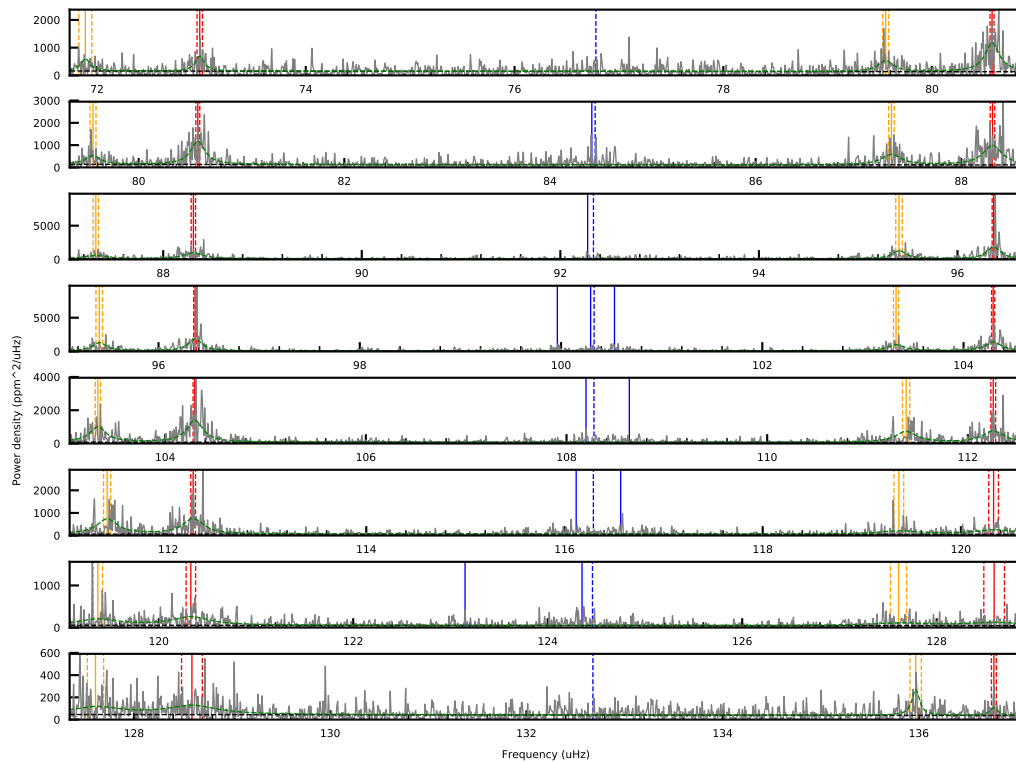 2000
1000
0
72 74 76 78 80
3000
2000
1000
0
80 82 84 86 88
5000
0
88 90 92 94 96
5000
0
96 98 100 102 104
4000
2000
0
104 106 108 110 112
2000
1000
0
112 114 116 118 120
1000
0
120 122 124 126 128
600
400
200
0
128 130 132 134 136
Power density (ppm^2/uHz)
Frequency (uHz)